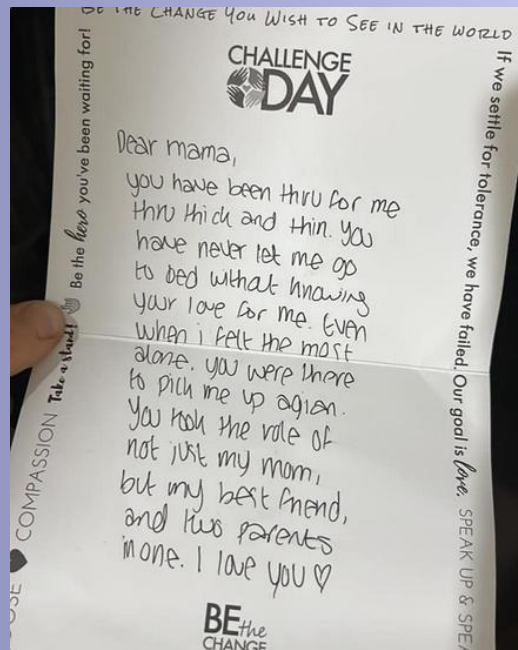 BE THE CHANGE YOU WISH TO SEE IN THE WORLD
CHALLENGE
DAY
Dear mama,
you have been thru for me
thru thick and thin. you
have never let me go
to bed withat knowing
your love for me. Even
when i felt the most
alone. you were there
to pick me up agian.
You took the role of
not just my mom,
but my best friend,
and two parents
in one. I love you ♡
BE the
CHANGE
COMPASSION Take a stand! Be the hero you've been waiting for!
If we settle for tolerance, we have failed. Our goal is love. SPEAK UP &